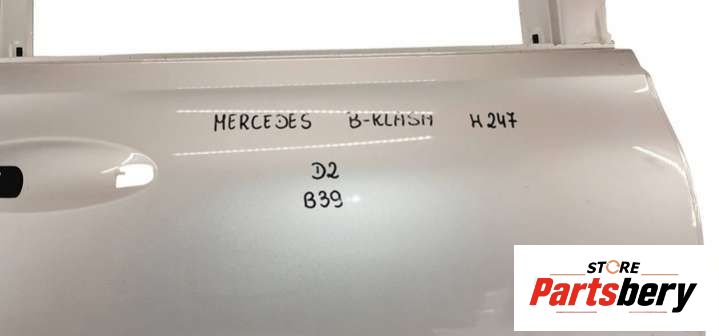 MERCEDES B-KLASA H247
D2
B39
STORE
Partsbery